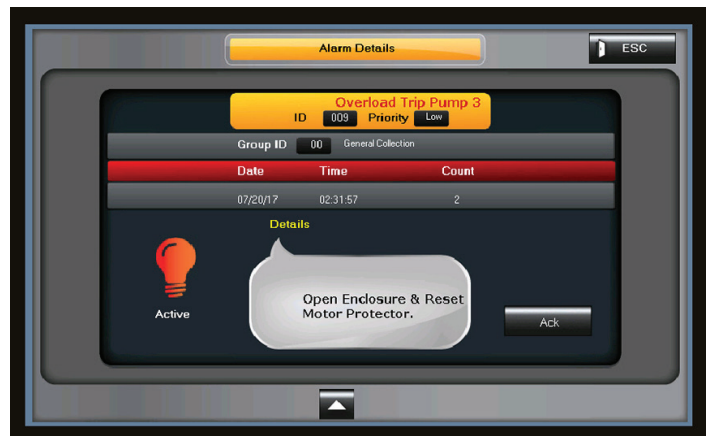 Alarm Details
ESC
Overload Trip Pump 3
ID 009 Priority Low
Group ID 00 General Collection
Date Time Count
07/20/17 02:31:57 2
Details
Open Enclosure & Reset
Motor Protector.
Active
Ack